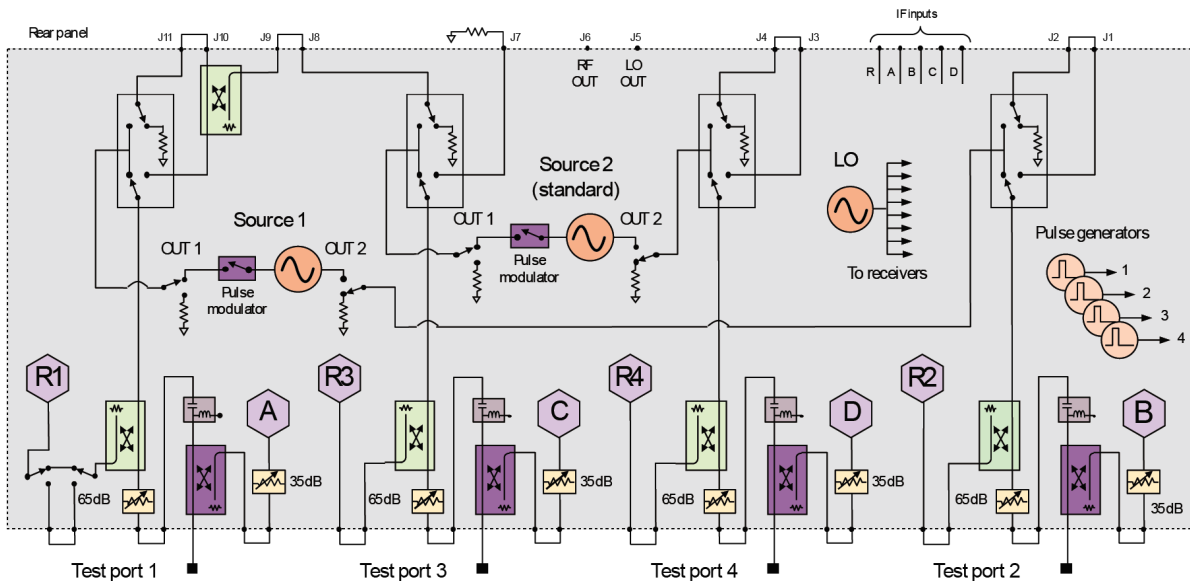 Rear panel
J11
J10
J9
J8
J7
J6
J5
J4
J3
IF inputs
J2
J1
RF
OUT
LO
OUT
R
A
B
C
D
Source 2
(standard)
LO
Source 1
OUT 1
OUT 2
OUT 1
OUT 2
Pulse
modulator
Pulse
modulator
To receivers
Pulse generators
1
2
3
4
R1
A
R3
C
R4
D
R2
B
65dB
35dB
65dB
35dB
65dB
35dB
65dB
35dB
Test port 1
Test port 3
Test port 4
Test port 2